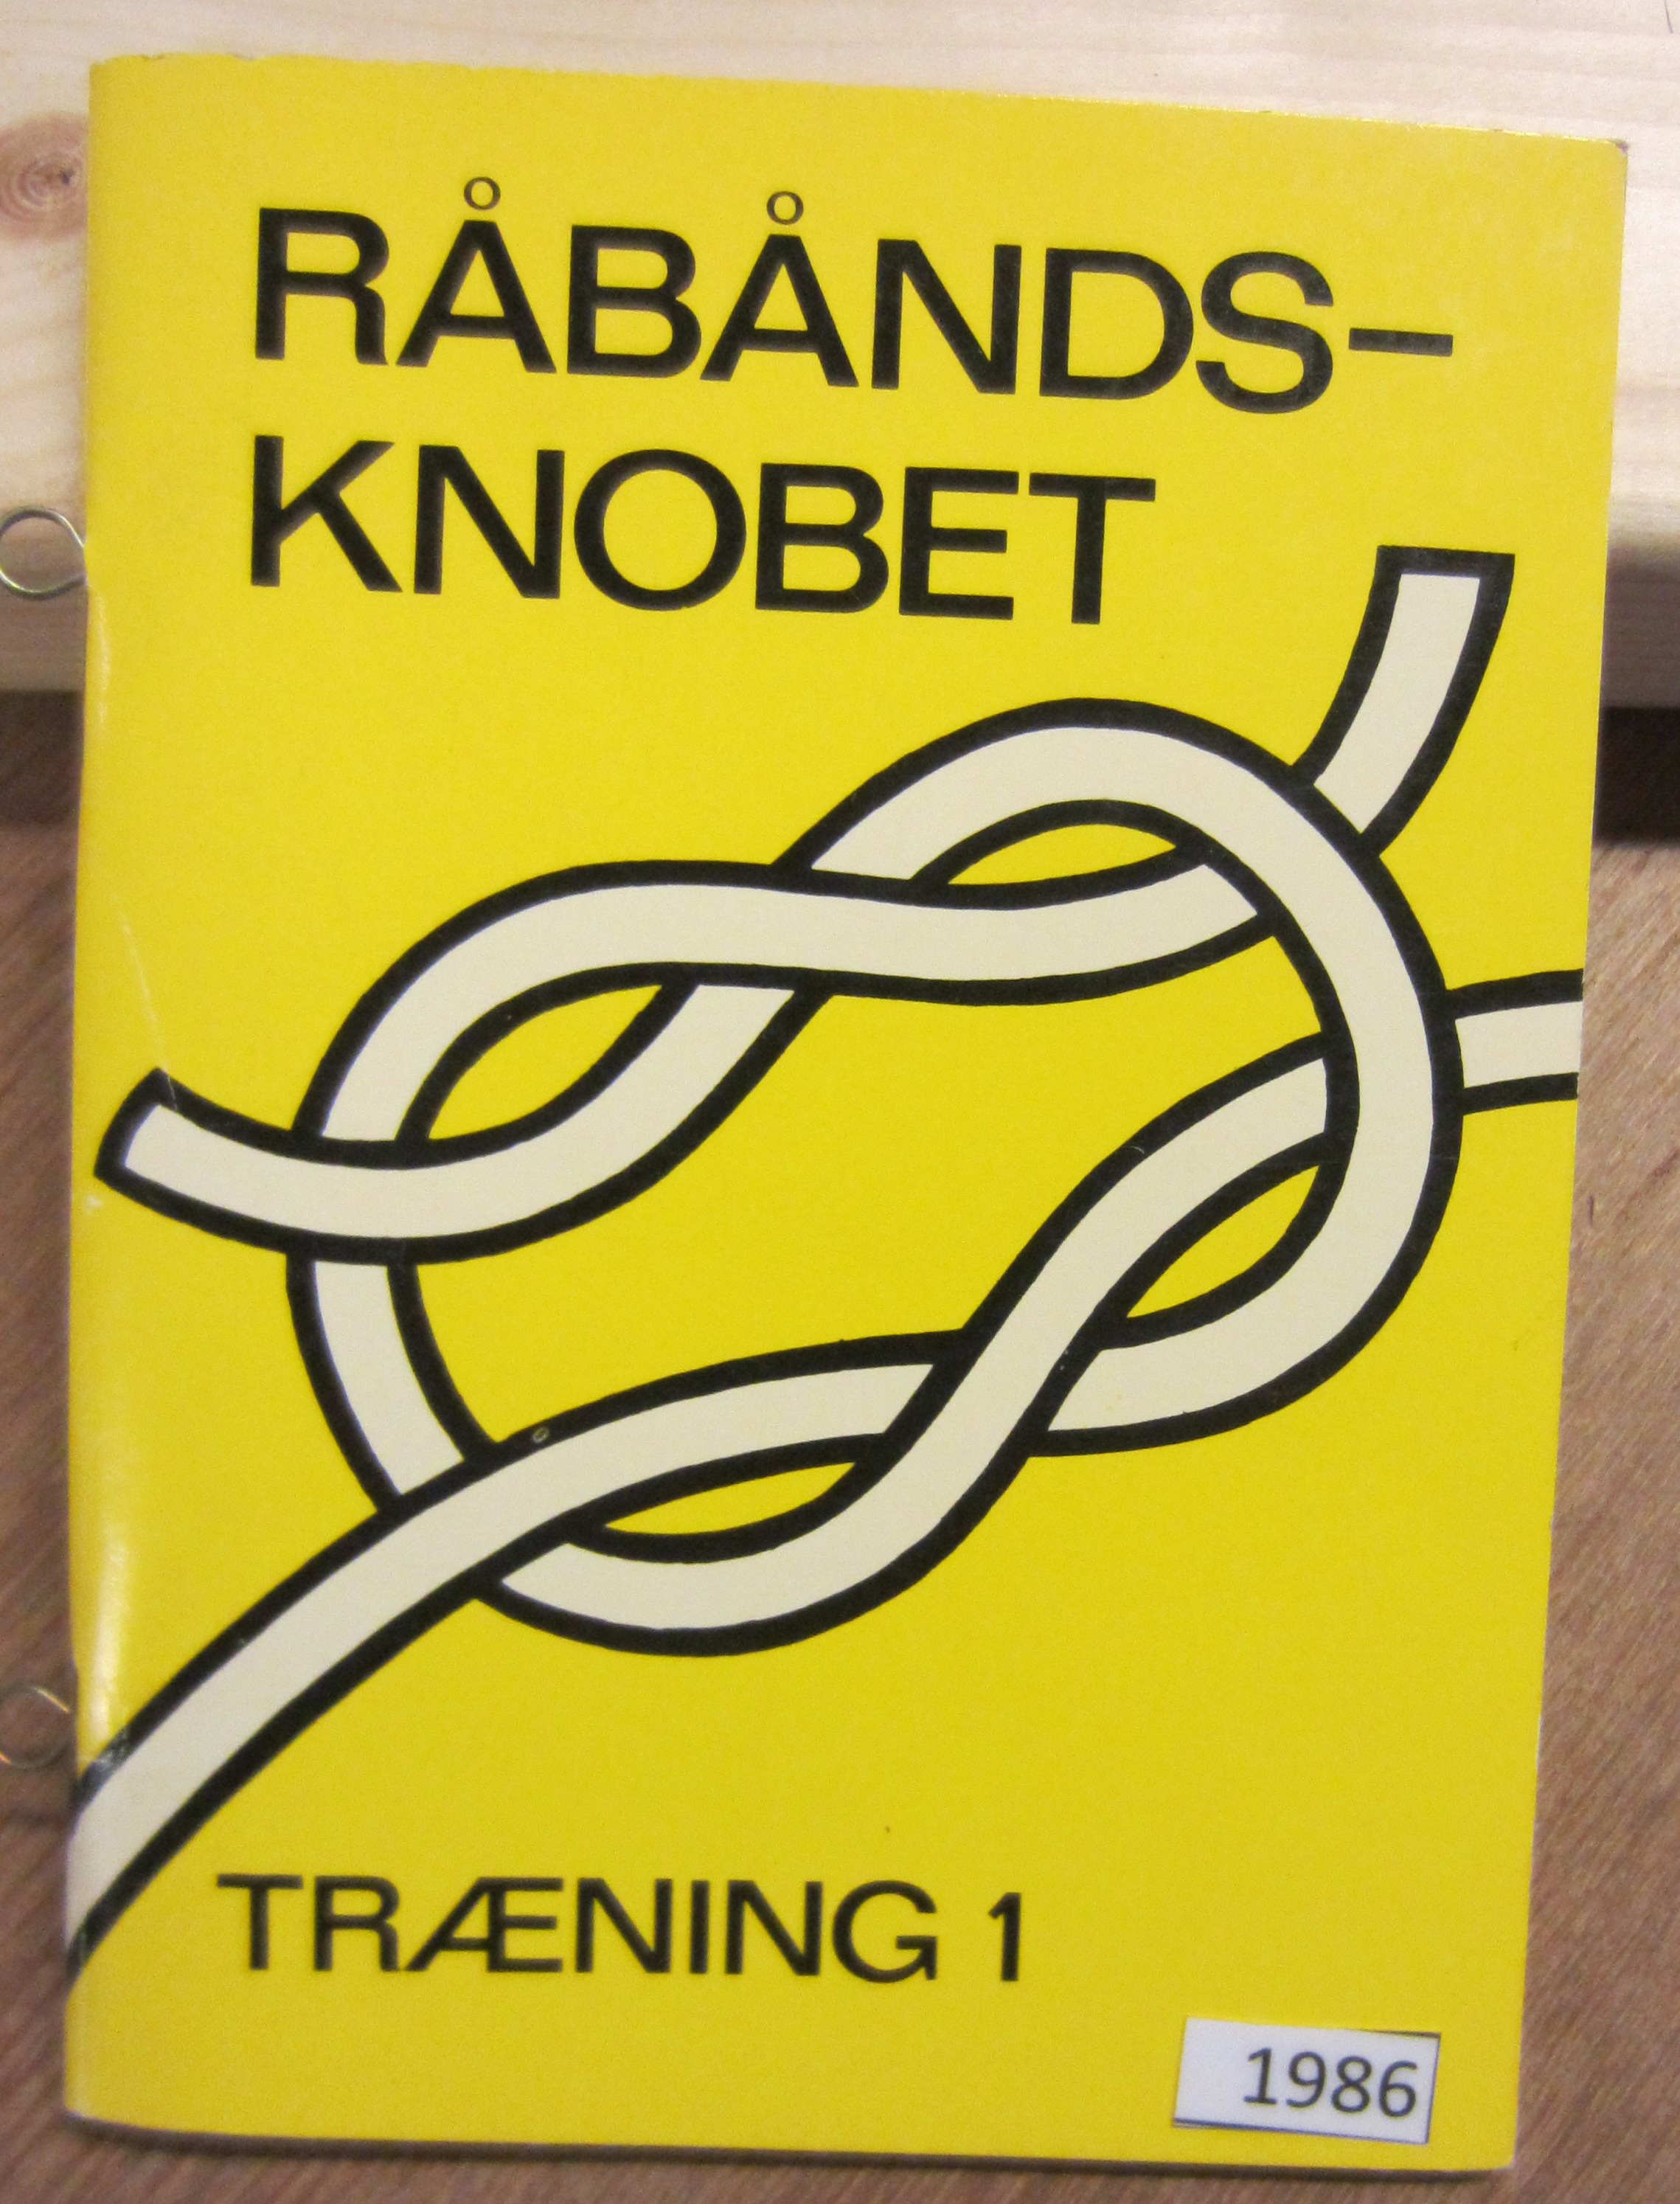 RÅBÅNDS-
KNOBET
TRÆNING 1
1986